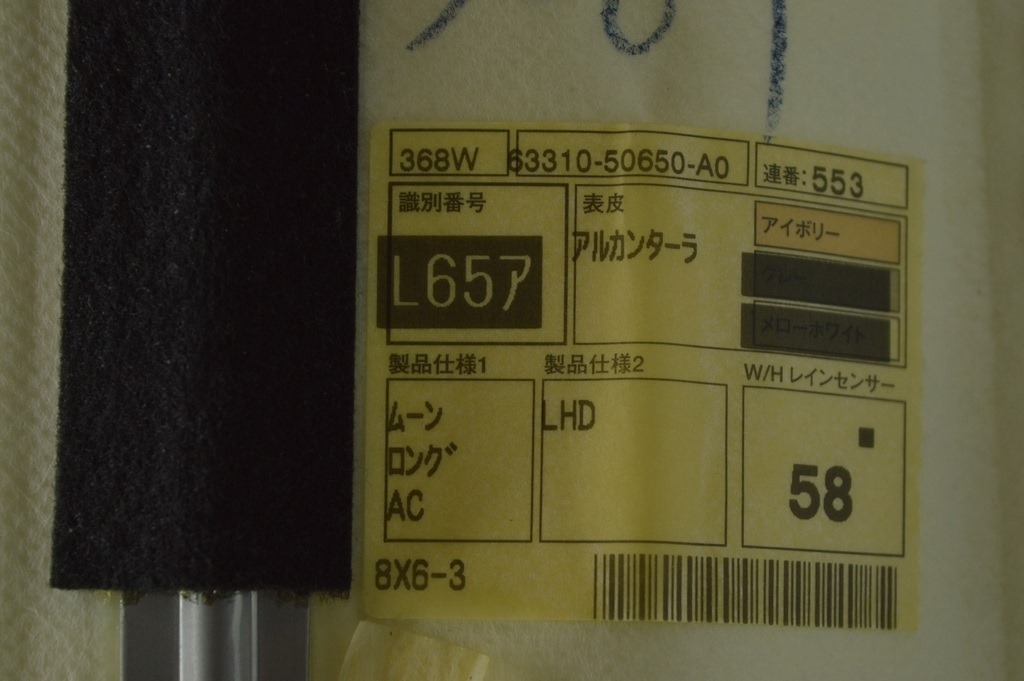 368W 63310-50650-A0 連番:553
識別番号 表皮
L65ア アルカンターラ
アイボリー
グレー
メローホワイト
製品仕様1 製品仕様2 W/H レインセンサー
ムーン LHD
ロング
AC
58
8X6-3